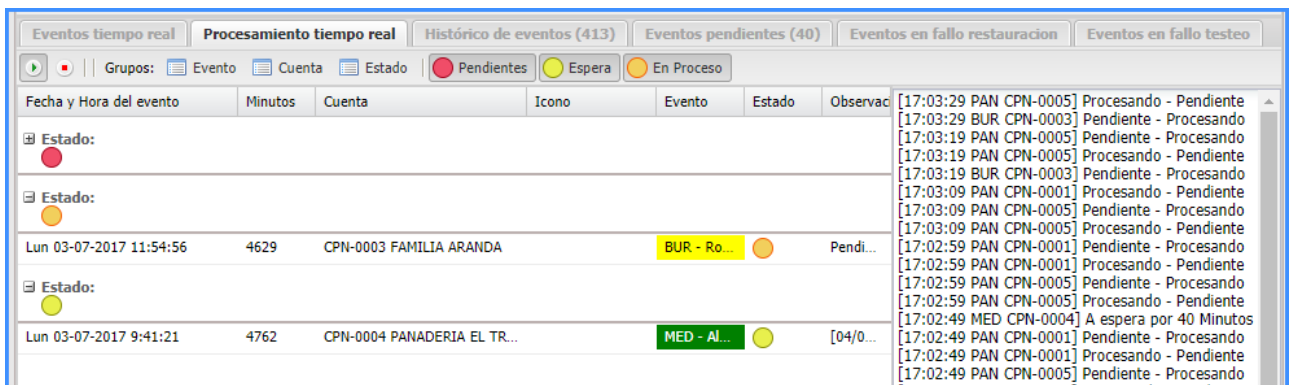 Eventos tiempo real Procesamiento tiempo real Histórico de eventos (413) Eventos pendientes (40) Eventos en fallo restauracion Eventos en fallo testeo
Grupos: Evento Cuenta Estado Pendientes Espera En Proceso
Fecha y Hora del evento Minutos Cuenta Icono Evento Estado Observac
Estado:
Estado:
Lun 03-07-2017 11:54:56 4629 CPN-0003 FAMILIA ARANDA BUR - Ro... Pendi...
Estado:
Lun 03-07-2017 9:41:21 4762 CPN-0004 PANADERIA EL TR... MED - Al... [04/0...
[17:03:29 PAN CPN-0005] Procesando - Pendiente
[17:03:29 BUR CPN-0003] Pendiente - Procesando
[17:03:19 PAN CPN-0005] Pendiente - Procesando
[17:03:19 PAN CPN-0005] Procesando - Pendiente
[17:03:19 BUR CPN-0003] Pendiente - Procesando
[17:03:09 PAN CPN-0001] Procesando - Pendiente
[17:03:09 PAN CPN-0005] Procesando - Pendiente
[17:03:09 PAN CPN-0005] Pendiente - Procesando
[17:02:59 PAN CPN-0001] Pendiente - Procesando
[17:02:59 PAN CPN-0001] Procesando - Pendiente
[17:02:59 PAN CPN-0005] Pendiente - Procesando
[17:02:59 PAN CPN-0005] Procesando - Pendiente
[17:02:49 MED CPN-0004] A espera por 40 Minutos
[17:02:49 PAN CPN-0001] Pendiente - Procesando
[17:02:49 PAN CPN-0001] Procesando - Pendiente
[17:02:49 PAN CPN-0005] Pendiente - Procesando